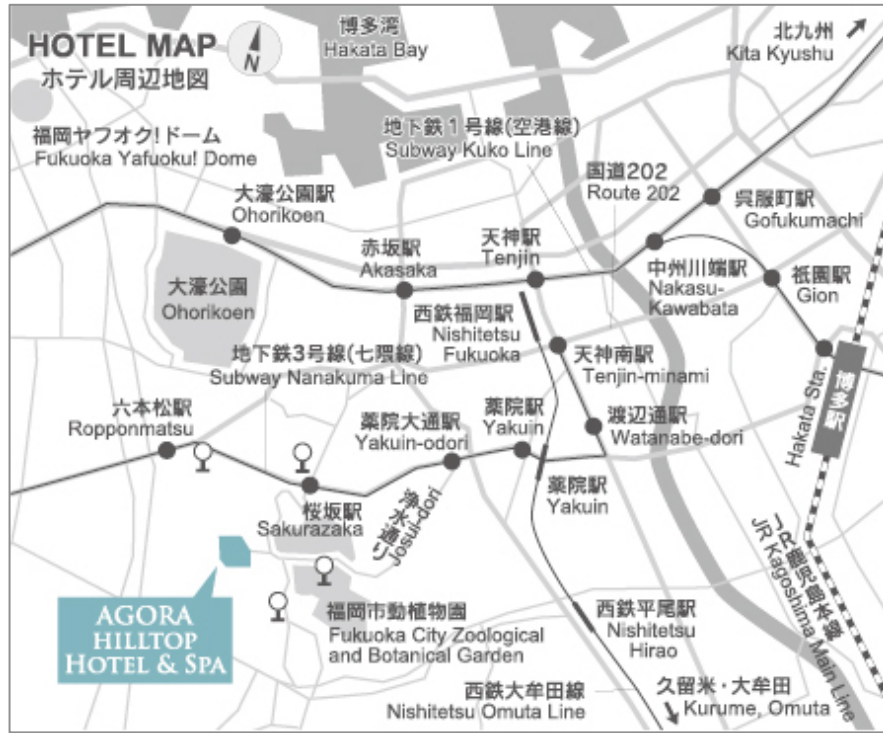 HOTEL MAP
ホテル周辺地図
N
博多湾
Hakata Bay
北九州
Kita Kyushu
福岡ヤフオク!ドーム
Fukuoka Yafuoku! Dome
地下鉄1号線(空港線)
Subway Kuko Line
国道202
Route 202
大濠公園駅
Ohorikoen
呉服町駅
Gofukumachi
赤坂駅
Akasaka
天神駅
Tenjin
中州川端駅
Nakasu-
Kawabata
祇園駅
Gion
大濠公園
Ohorikoen
西鉄福岡駅
Nishitetsu
Fukuoka
地下鉄3号線(七隈線)
Subway Nanakuma Line
天神南駅
Tenjin-minami
博多駅
Hakata Sta.
六本松駅
Ropponmatsu
薬院大通駅
Yakuin-odori
薬院駅
Yakuin
渡辺通駅
Watanabe-dori
薬院駅
Yakuin
桜坂駅
Sakurazaka
浄水通り
Josui-dori
JR鹿児島本線
JR Kagoshima Main Line
AGORA
HILLTOP
HOTEL & SPA
福岡市動植物園
Fukuoka City Zoological
and Botanical Garden
西鉄平尾駅
Nishitetsu
Hirao
西鉄大牟田線
Nishitetsu Omuta Line
久留米・大牟田
Kurume, Omuta